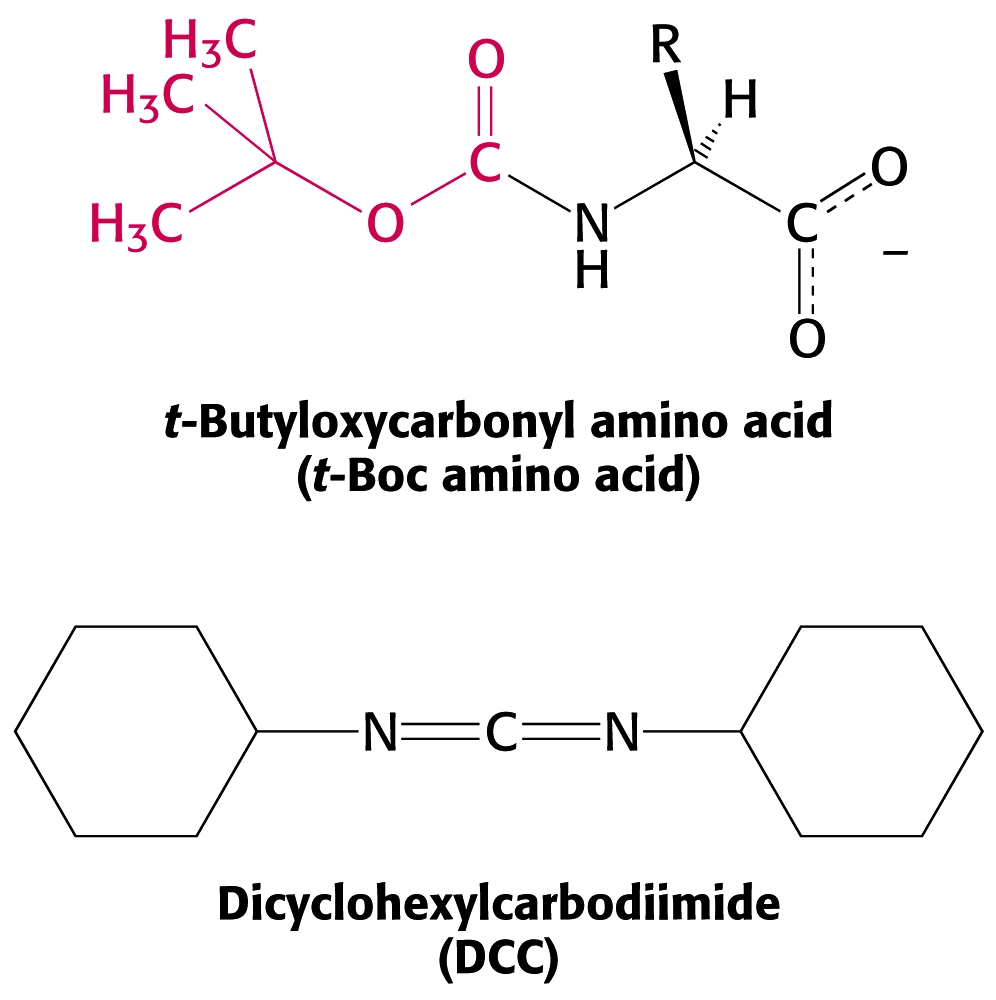 H3C
H3C
H3C
O
C
O
N
H
R
H
C
O
O
−
t-Butyloxycarbonyl amino acid
(t-Boc amino acid)
N C N
Dicyclohexylcarbodiimide
(DCC)